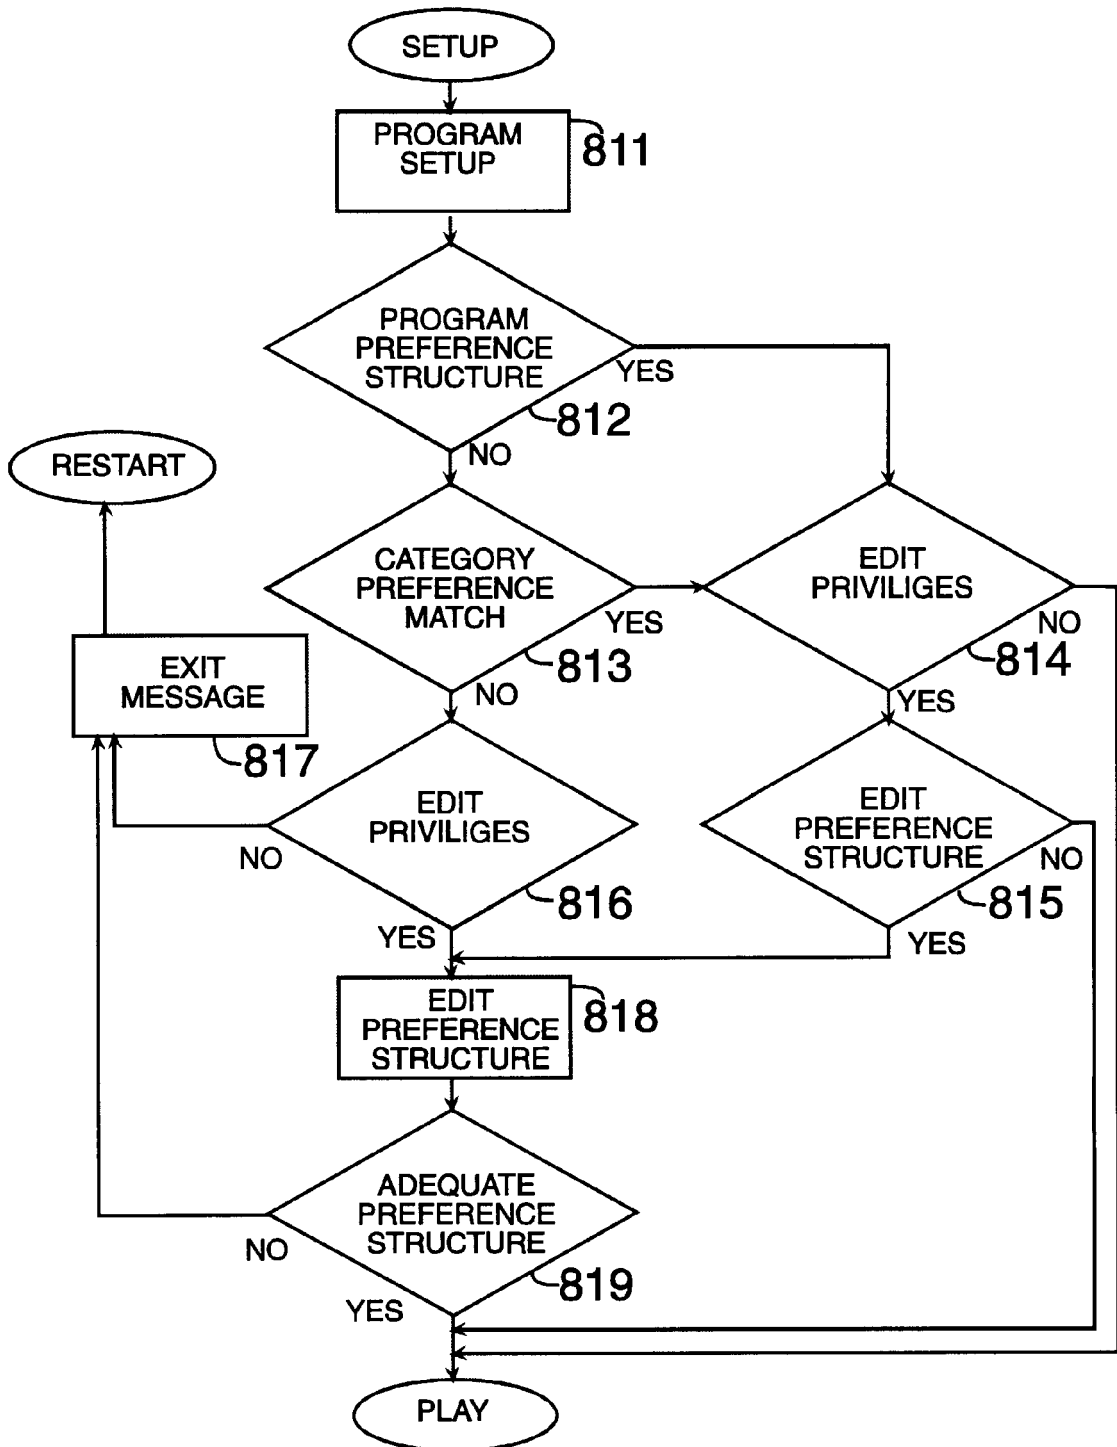 SETUP
PROGRAM
SETUP
811
PROGRAM
PREFERENCE
STRUCTURE
YES
812
NO
RESTART
CATEGORY
PREFERENCE
MATCH
YES
813
NO
EDIT
PRIVILIGES
NO
814
YES
EXIT
MESSAGE
817
EDIT
PRIVILIGES
NO
816
YES
EDIT
PREFERENCE
STRUCTURE
NO
815
YES
EDIT
PREFERENCE
STRUCTURE
818
ADEQUATE
PREFERENCE
STRUCTURE
NO
819
YES
PLAY